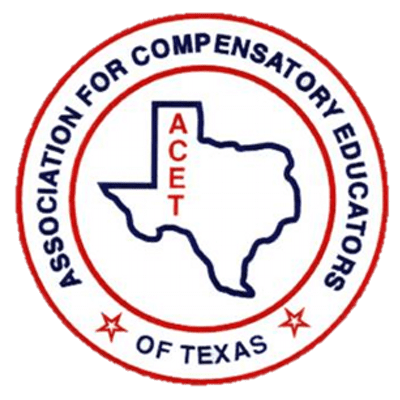 ASSOCIATION FOR COMPENSATORY EDUCATORS
OF TEXAS
ACET